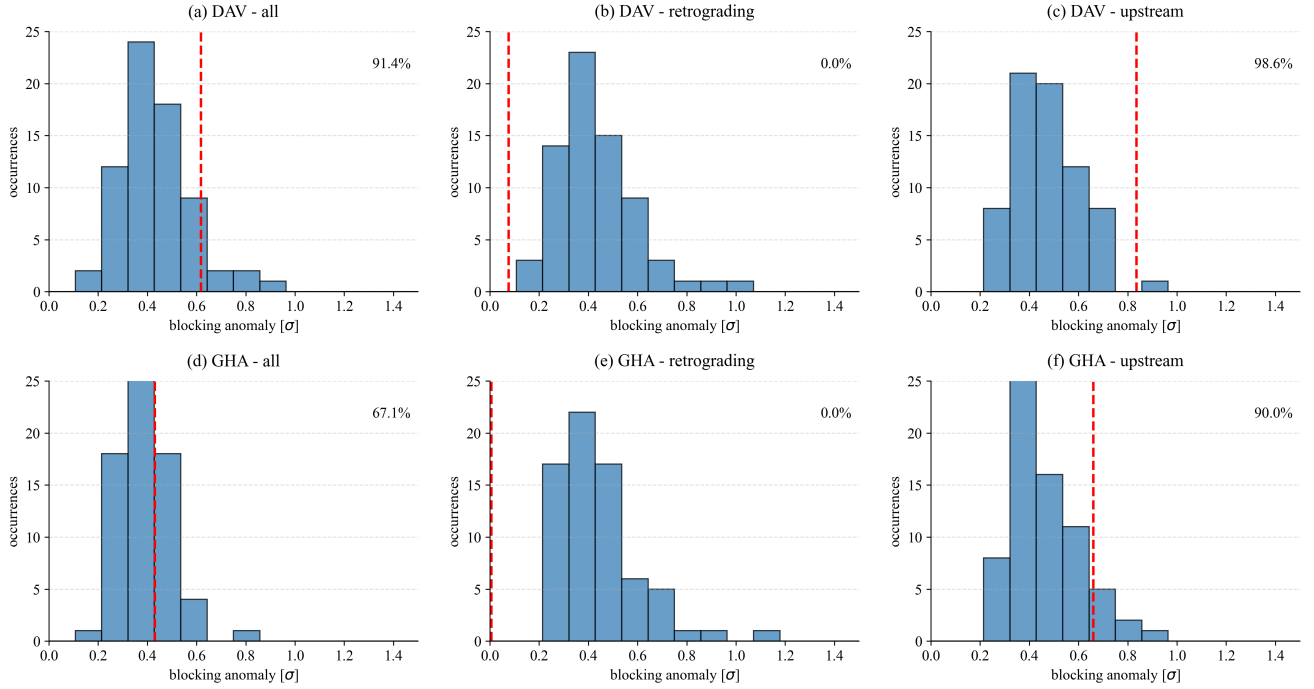 (a) DAV - all
(b) DAV - retrograding
(c) DAV - upstream
25
20
15
10
5
0
occurrences
91.4%
0.0 0.2 0.4 0.6 0.8 1.0 1.2 1.4
blocking anomaly [σ]
25
20
15
10
5
0
occurrences
0.0%
0.0 0.2 0.4 0.6 0.8 1.0 1.2 1.4
blocking anomaly [σ]
25
20
15
10
5
0
occurrences
98.6%
0.0 0.2 0.4 0.6 0.8 1.0 1.2 1.4
blocking anomaly [σ]
(d) GHA - all
(e) GHA - retrograding
(f) GHA - upstream
25
20
15
10
5
0
occurrences
67.1%
0.0 0.2 0.4 0.6 0.8 1.0 1.2 1.4
blocking anomaly [σ]
25
20
15
10
5
0
occurrences
0.0%
0.0 0.2 0.4 0.6 0.8 1.0 1.2 1.4
blocking anomaly [σ]
25
20
15
10
5
0
occurrences
90.0%
0.0 0.2 0.4 0.6 0.8 1.0 1.2 1.4
blocking anomaly [σ]